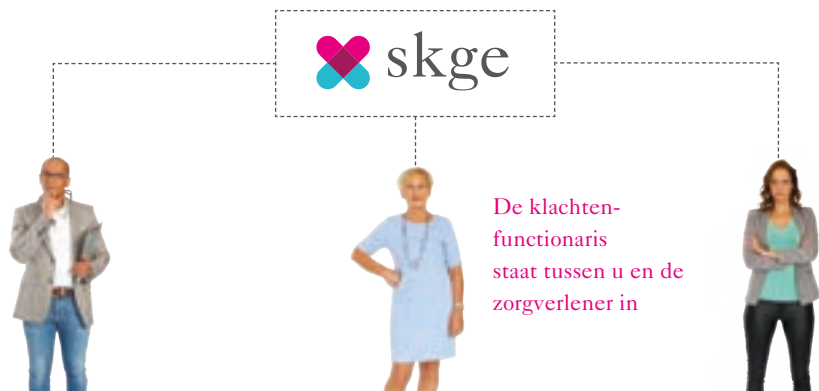 skge
De klachten-
functionaris
staat tussen u en de
zorgverlener in